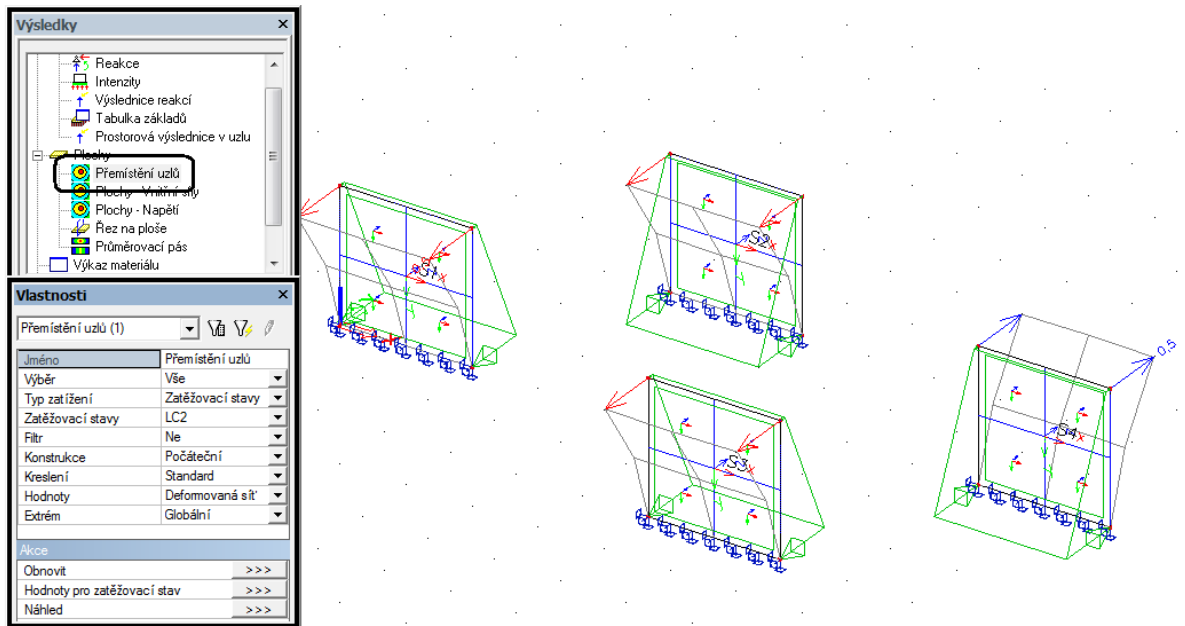 Výsledky
Reakce
Intenzity
Výslednice reakcí
Tabulka základů
Prostorová výslednice v uzlu
Plochy
Přemístění uzlů
Plochy - Vnitřní síly
Plochy - Napětí
Řez na ploše
Průměrovací pás
Výkaz materiálu
Vlastnosti
Přemístění uzlů (1)
Jméno Přemístění uzlů
Výběr Vše
Typ zatížení Zatěžovací stavy
Zatěžovací stavy LC2
Filtr Ne
Konstrukce Počáteční
Kreslení Standard
Hodnoty Deformovaná síť
Extrém Globální
Akce
Obnovit >>>
Hodnoty pro zatěžovací stav >>>
Náhled >>>
S1
S2
S3
S4
0,5